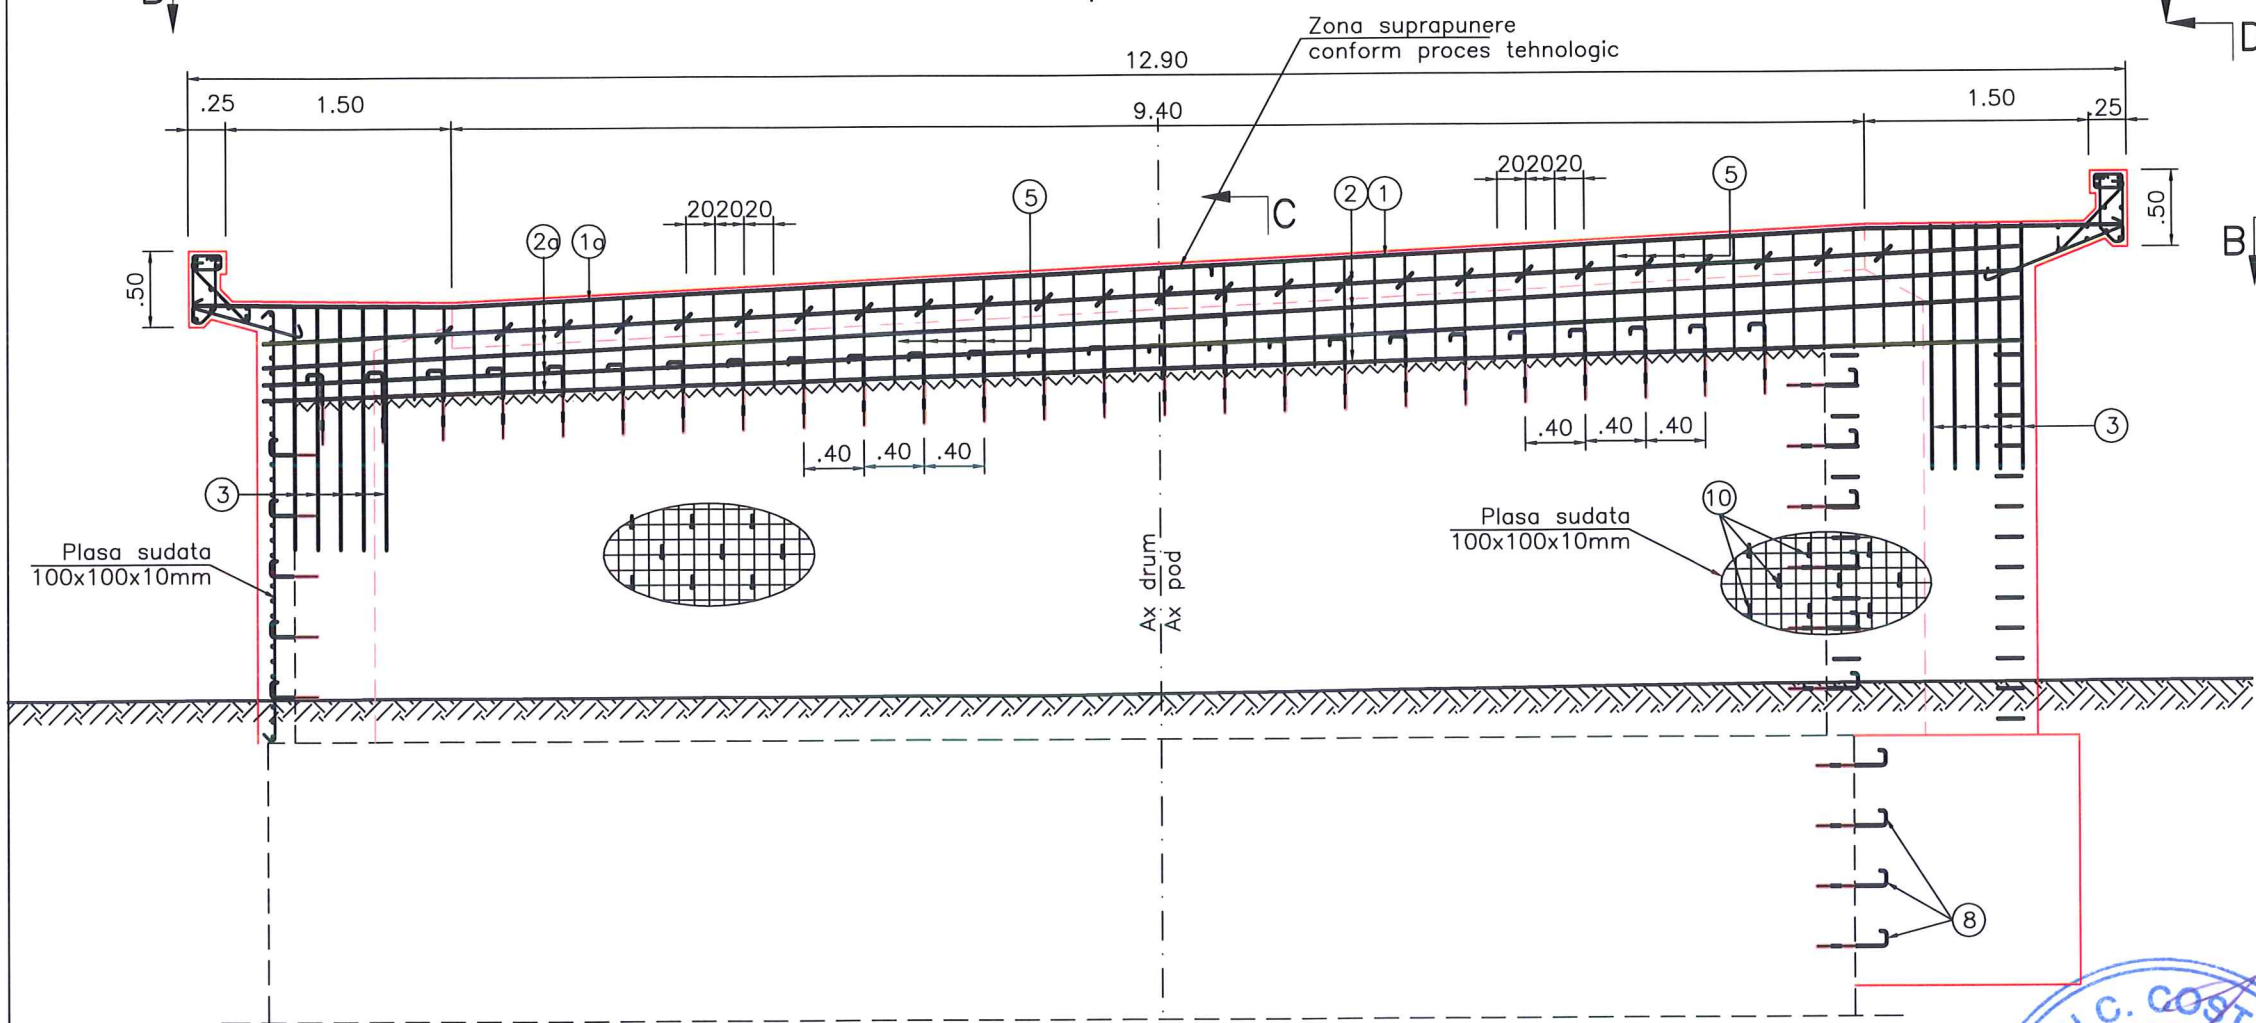 D
Zona suprapunere
conform proces tehnologic
12.90
.25
1.50
9.40
1.50
.25
202020
5
2
1
5
C
202020
.50
B
2a
1a
.50
3
.40
.40
.40
.40
.40
.40
3
10
Plasa sudata
100x100x10mm
Plasa sudata
100x100x10mm
Ax drum
Ax pod
8
C. COST